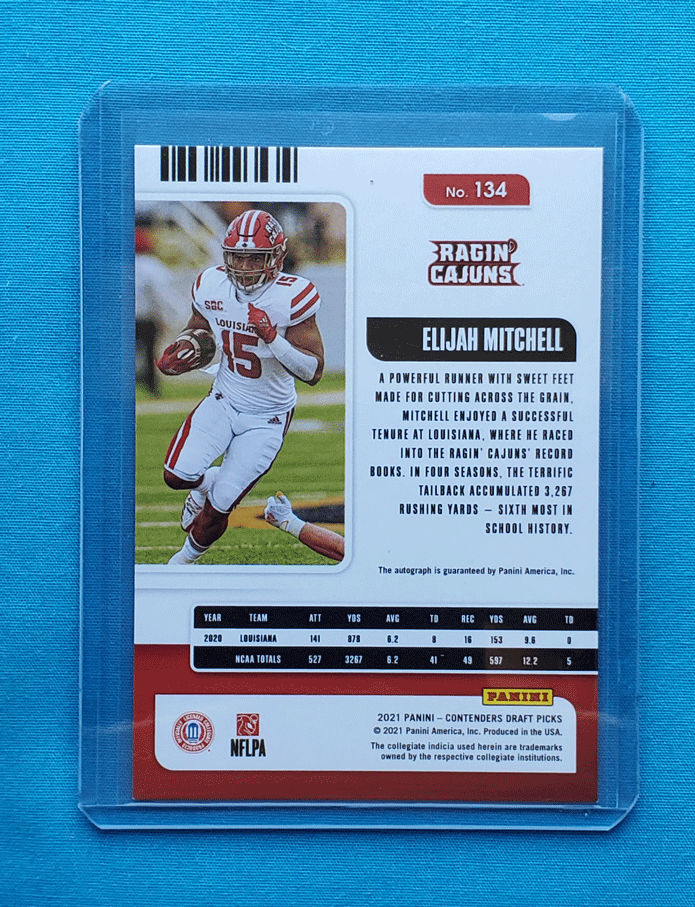 No. 134
RAGIN'
CAJUNS
SBC
LOUISIANA
15
15
ELIJAH MITCHELL
A POWERFUL RUNNER WITH SWEET FEET
MADE FOR CUTTING ACROSS THE GRAIN,
MITCHELL ENJOYED A SUCCESSFUL
TENURE AT LOUISIANA, WHERE HE RACED
INTO THE RAGIN' CAJUNS' RECORD
BOOKS. IN FOUR SEASONS, THE TERRIFIC
TAILBACK ACCUMULATED 3,267
RUSHING YARDS – SIXTH MOST IN
SCHOOL HISTORY.
The autograph is guaranteed by Panini America, Inc.
YEAR TEAM ATT YDS AVG TD REC YDS AVG TD
2020 LOUISIANA 141 878 6.2 8 16 153 9.6 0
NCAA TOTALS 527 3267 6.2 41 49 597 12.2 5
PANINI
2021 PANINI – CONTENDERS DRAFT PICKS
© 2021 Panini America, Inc. Produced in the USA.
The collegiate indicia used herein are trademarks
owned by the respective collegiate institutions.
NFLPA